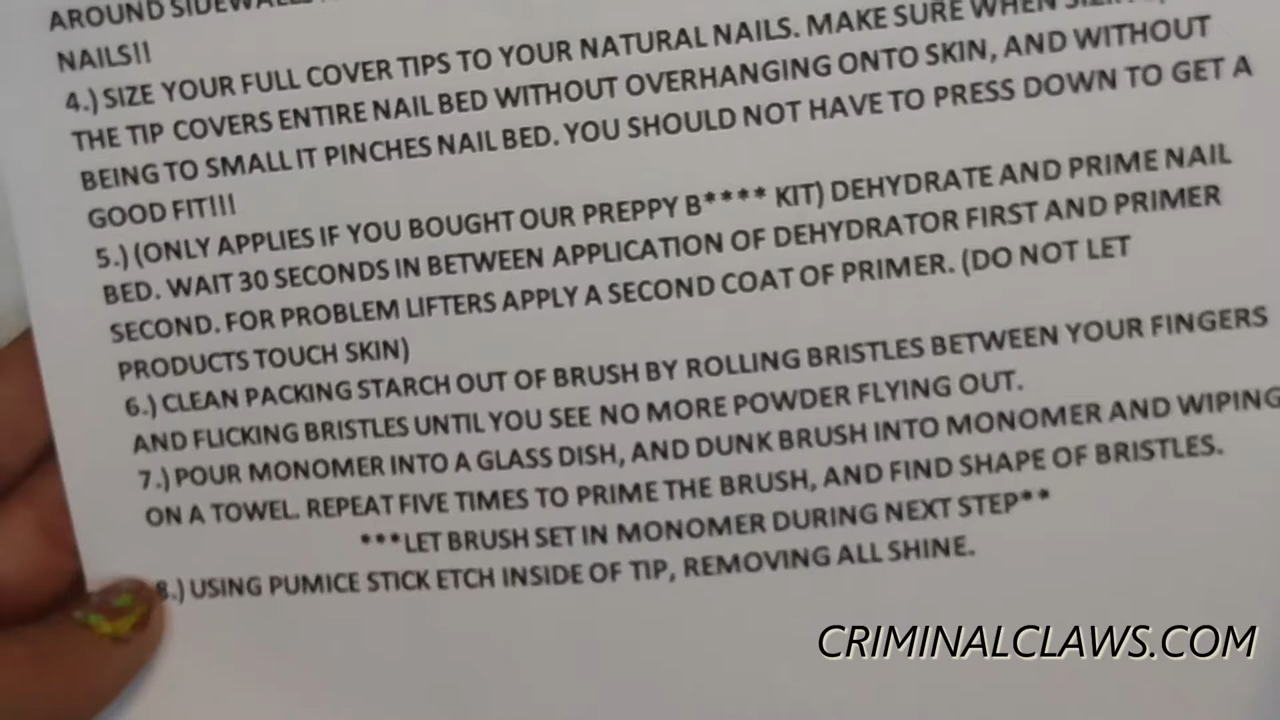 AROUND SIDEWALLS
NAILS!!
4.) SIZE YOUR FULL COVER TIPS TO YOUR NATURAL NAILS. MAKE SURE WHEN
THE TIP COVERS ENTIRE NAIL BED WITHOUT OVERHANGING ONTO SKIN, AND WITHOUT
BEING TO SMALL IT PINCHES NAIL BED. YOU SHOULD NOT HAVE TO PRESS DOWN TO GET A
GOOD FIT!!!
5.) (ONLY APPLIES IF YOU BOUGHT OUR PREPPY B**** KIT) DEHYDRATE AND PRIME NAIL
BED. WAIT 30 SECONDS IN BETWEEN APPLICATION OF DEHYDRATOR FIRST AND PRIMER
SECOND. FOR PROBLEM LIFTERS APPLY A SECOND COAT OF PRIMER. (DO NOT LET
PRODUCTS TOUCH SKIN)
6.) CLEAN PACKING STARCH OUT OF BRUSH BY ROLLING BRISTLES BETWEEN YOUR FINGERS
AND FLICKING BRISTLES UNTIL YOU SEE NO MORE POWDER FLYING OUT.
7.) POUR MONOMER INTO A GLASS DISH, AND DUNK BRUSH INTO MONOMER AND WIPING
ON A TOWEL. REPEAT FIVE TIMES TO PRIME THE BRUSH, AND FIND SHAPE OF BRISTLES.
***LET BRUSH SET IN MONOMER DURING NEXT STEP**
8.) USING PUMICE STICK ETCH INSIDE OF TIP, REMOVING ALL SHINE.
CRIMINALCLAWS.COM